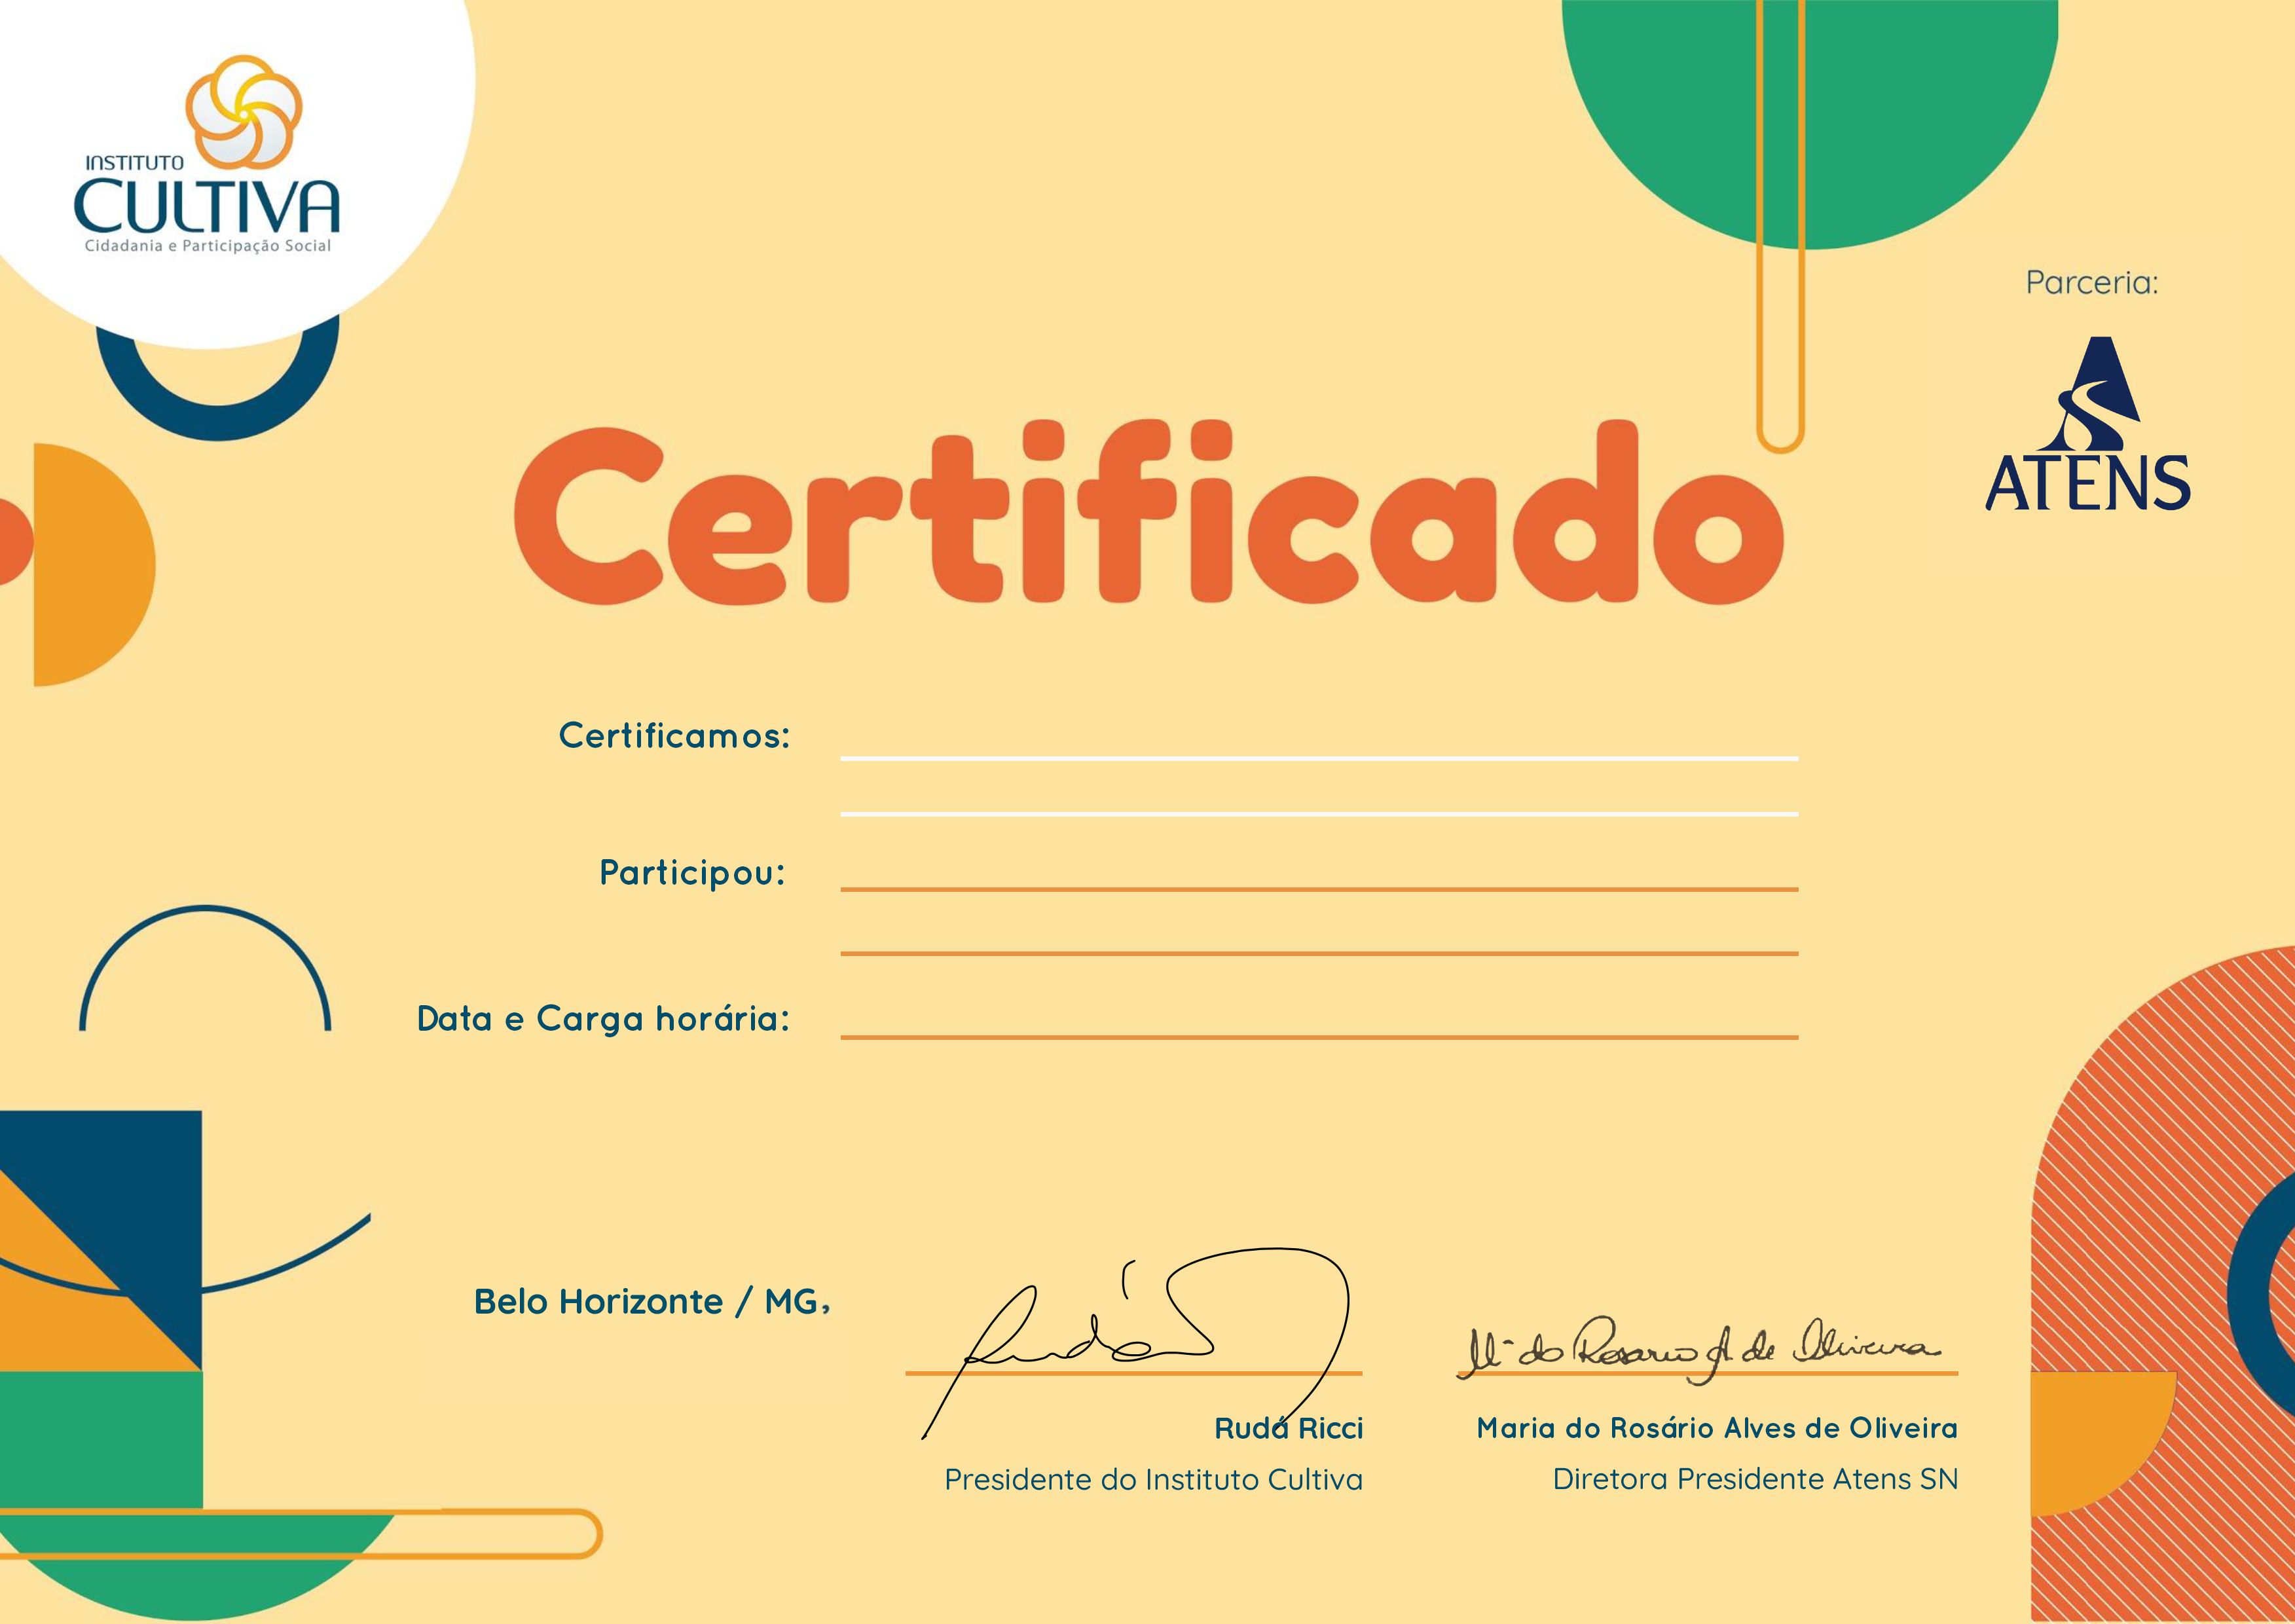 INSTITUTO
CULTIVA
Cidadania e Participação Social
Parceria:
ATENS
Certificado
Certificamos:
Participou:
Data e Carga horária:
Belo Horizonte / MG,
Mª do Rosario A de Oliveira
Rudá Ricci
Presidente do Instituto Cultiva
Maria do Rosário Alves de Oliveira
Diretora Presidente Atens SN